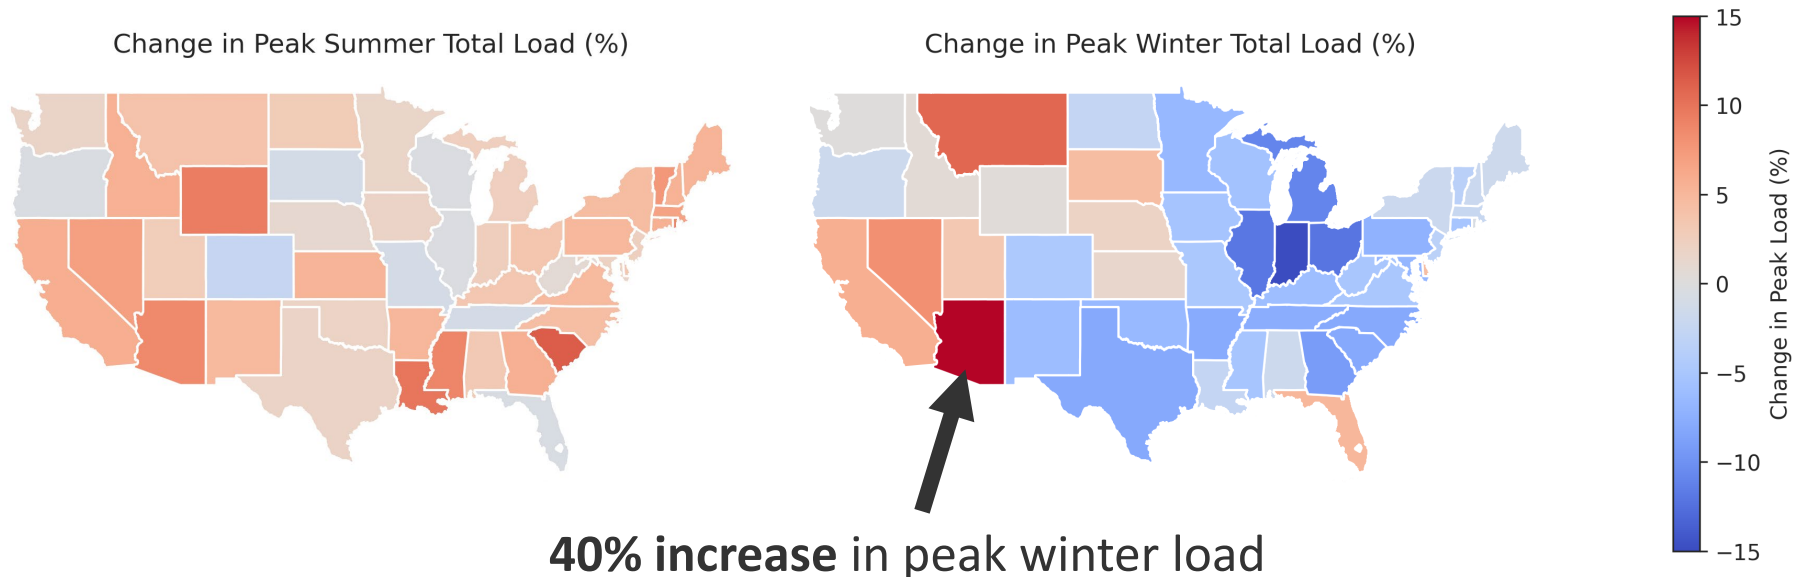 Change in Peak Summer Total Load (%)
Change in Peak Winter Total Load (%)
15
10
5
0
−5
−10
−15
Change in Peak Load (%)
40% increase in peak winter load